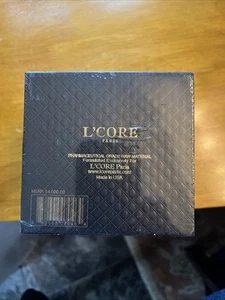 L'CORE
PARIS
PHARMACEUTICAL GRADE RAW MATERIAL
Formulated Exclusively For
L'CORE Paris
www.lcoreparis.com
Made in USA